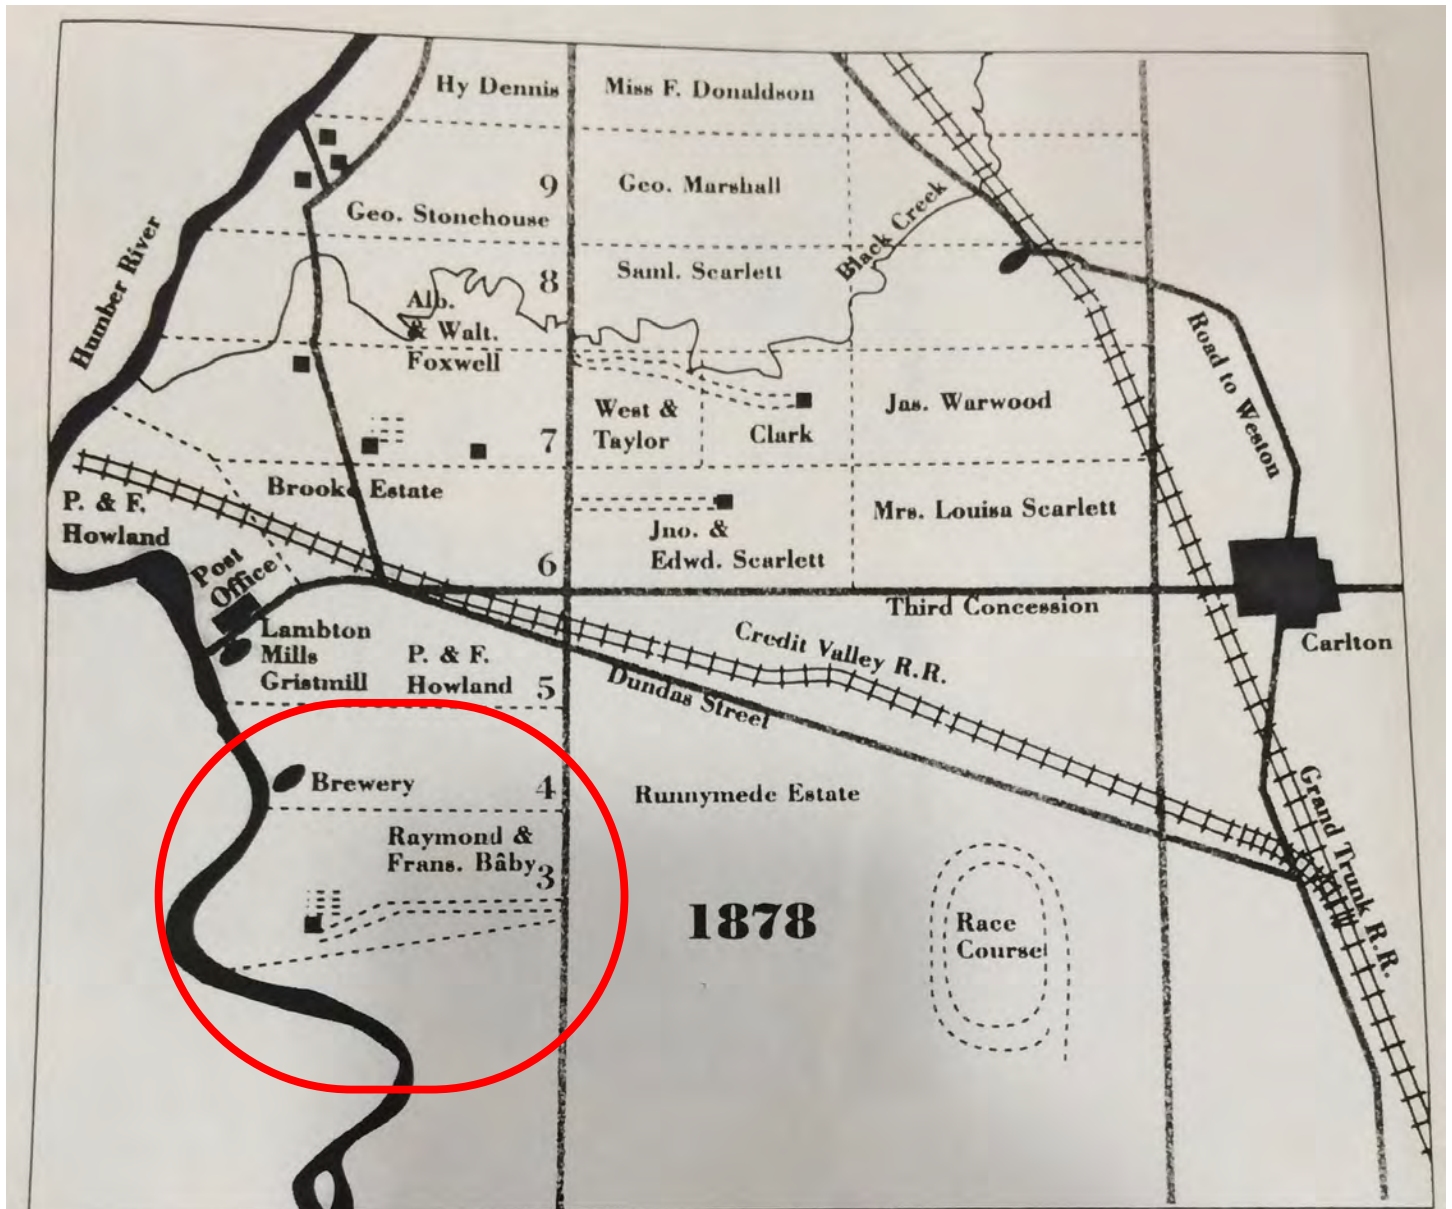 Hy Dennis
Miss F. Donaldson
9
Geo. Marshall
Geo. Stonehouse
Black Creek
Humber River
8
Saml. Scarlett
Alb.
& Walt.
Foxwell
Road to Weston
West &
Taylor
Clark
Jas. Warwood
7
Brooke Estate
P. & F.
Howland
Mrs. Louisa Scarlett
Jno. &
Edwd. Scarlett
6
Post
Office
Third Concession
Carlton
Lambton
Mills
Gristmill
P. & F.
Howland
5
Credit Valley R.R.
Dundas Street
Brewery
4
Runnymede Estate
Grand Trunk R.R.
Raymond &
Frans. Bâby
3
1878
Race
Course